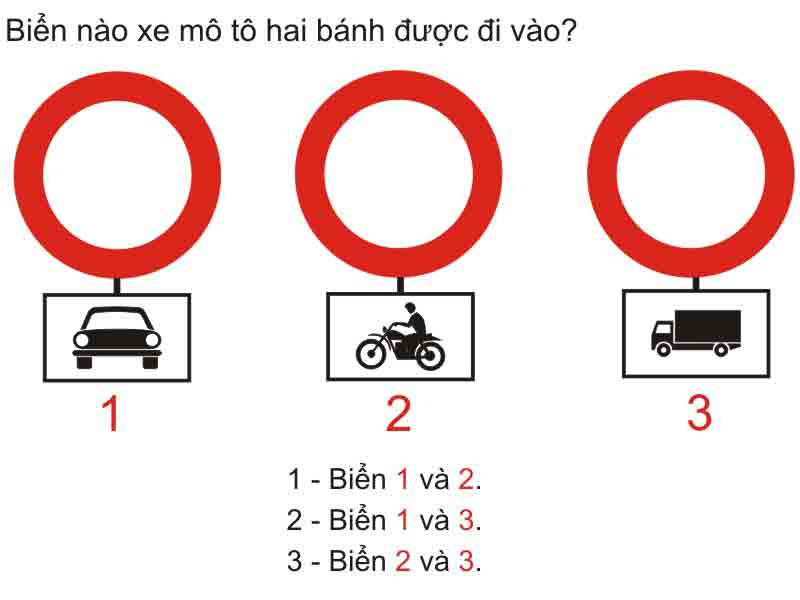 Biển nào xe mô tô hai bánh được đi vào?
1 2 3
1 - Biển 1 và 2.
2 - Biển 1 và 3.
3 - Biển 2 và 3.